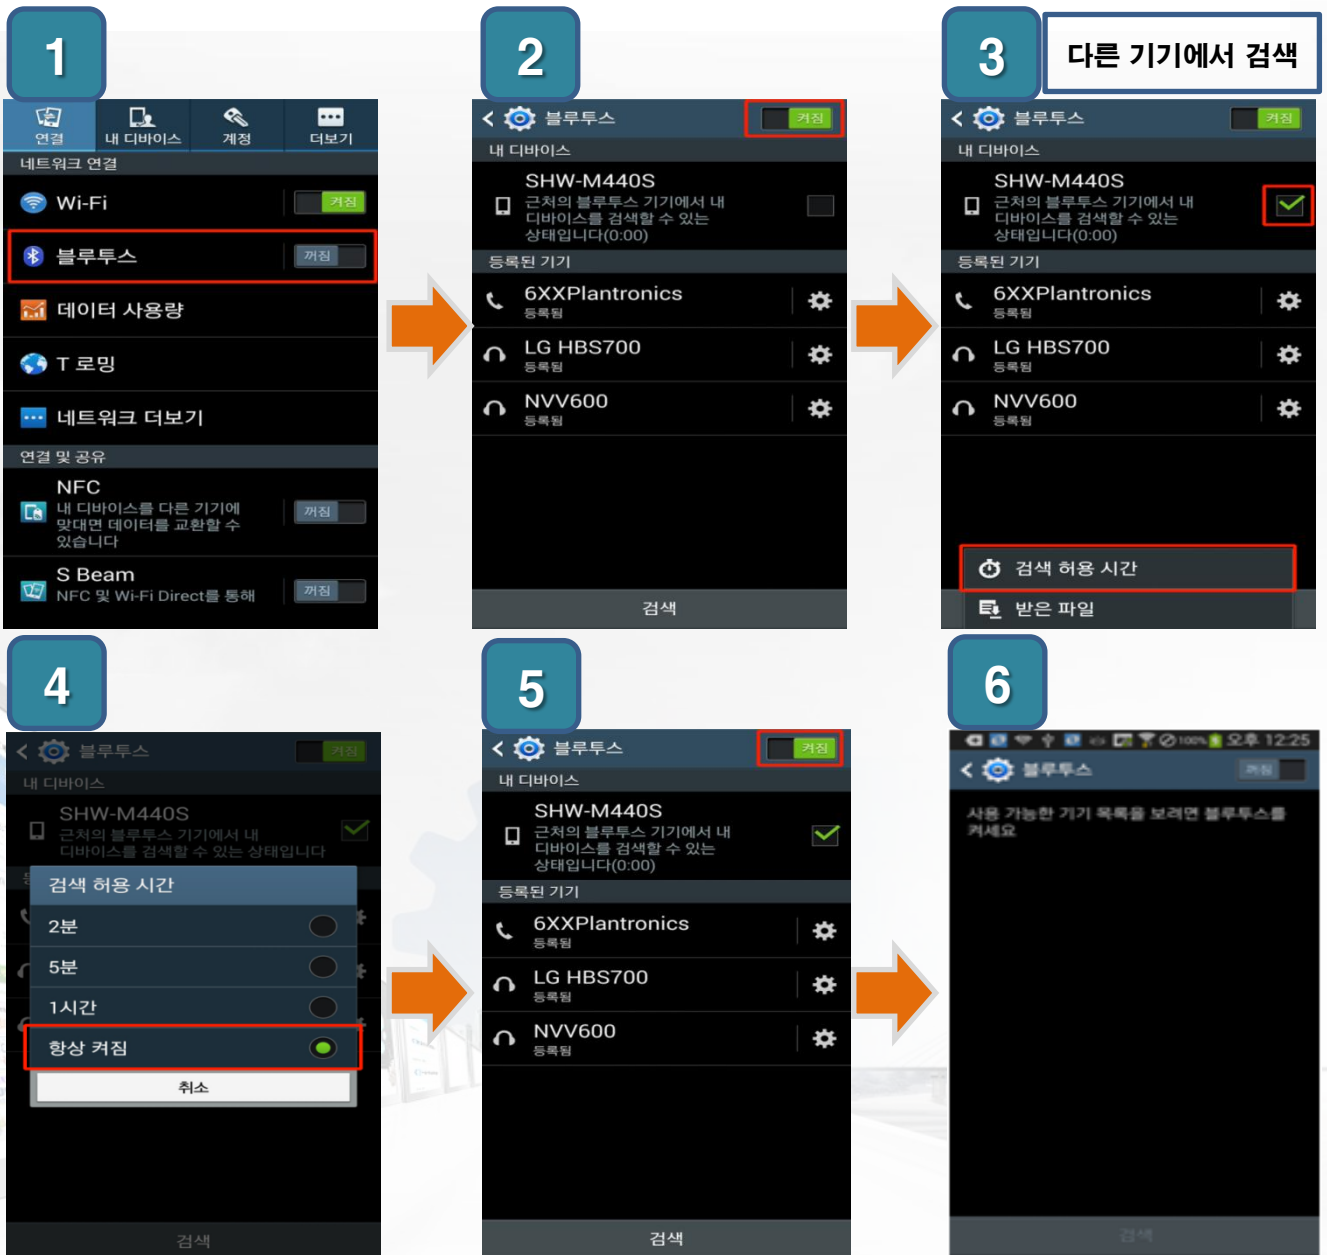 1
연결
내 디바이스
계정
더보기
네트워크 연결
Wi-Fi
켜짐
블루투스
꺼짐
데이터 사용량
T 로밍
네트워크 더보기
연결 및 공유
NFC
내 디바이스를 다른 기기에
맞대면 데이터를 교환할 수
있습니다
꺼짐
S Beam
NFC 및 Wi-Fi Direct를 통해
꺼짐
2
블루투스
켜짐
내 디바이스
SHW-M440S
근처의 블루투스 기기에서 내
디바이스를 검색할 수 있는
상태입니다(0:00)
등록된 기기
6XXPlantronics
등록됨
LG HBS700
등록됨
NVV600
등록됨
검색
3
다른 기기에서 검색
블루투스
켜짐
내 디바이스
SHW-M440S
근처의 블루투스 기기에서 내
디바이스를 검색할 수 있는
상태입니다(0:00)
등록된 기기
6XXPlantronics
등록됨
LG HBS700
등록됨
NVV600
등록됨
검색 허용 시간
받은 파일
4
블루투스
켜짐
내 디바이스
SHW-M440S
근처의 블루투스 기기에서 내
디바이스를 검색할 수 있는 상태입니다
검색 허용 시간
2분
5분
1시간
항상 켜짐
취소
검색
5
블루투스
켜짐
내 디바이스
SHW-M440S
근처의 블루투스 기기에서 내
디바이스를 검색할 수 있는
상태입니다(0:00)
등록된 기기
6XXPlantronics
등록됨
LG HBS700
등록됨
NVV600
등록됨
검색
6
100% 오후 12:25
블루투스
꺼짐
사용 가능한 기기 목록을 보려면 블루투스를
켜세요
검색